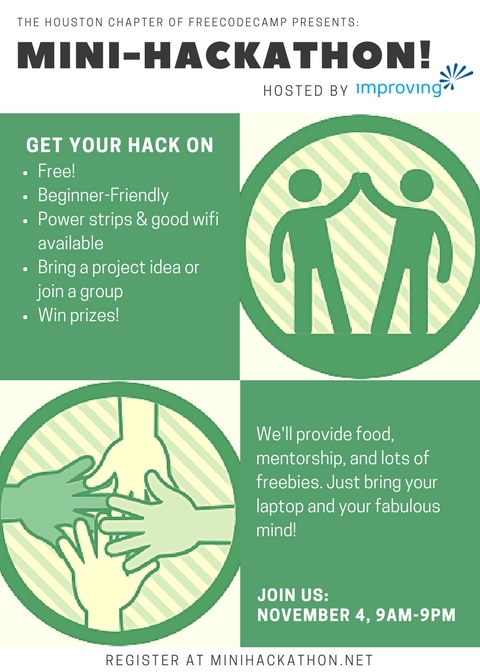 THE HOUSTON CHAPTER OF FREECODECAMP PRESENTS:
MINI-HACKATHON!
HOSTED BY improving
GET YOUR HACK ON
• Free!
• Beginner-Friendly
• Power strips & good wifi
available
• Bring a project idea or
join a group
• Win prizes!
We'll provide food,
mentorship, and lots of
freebies. Just bring your
laptop and your fabulous
mind!
JOIN US:
NOVEMBER 4, 9AM-9PM
REGISTER AT MINIHACKATHON.NET